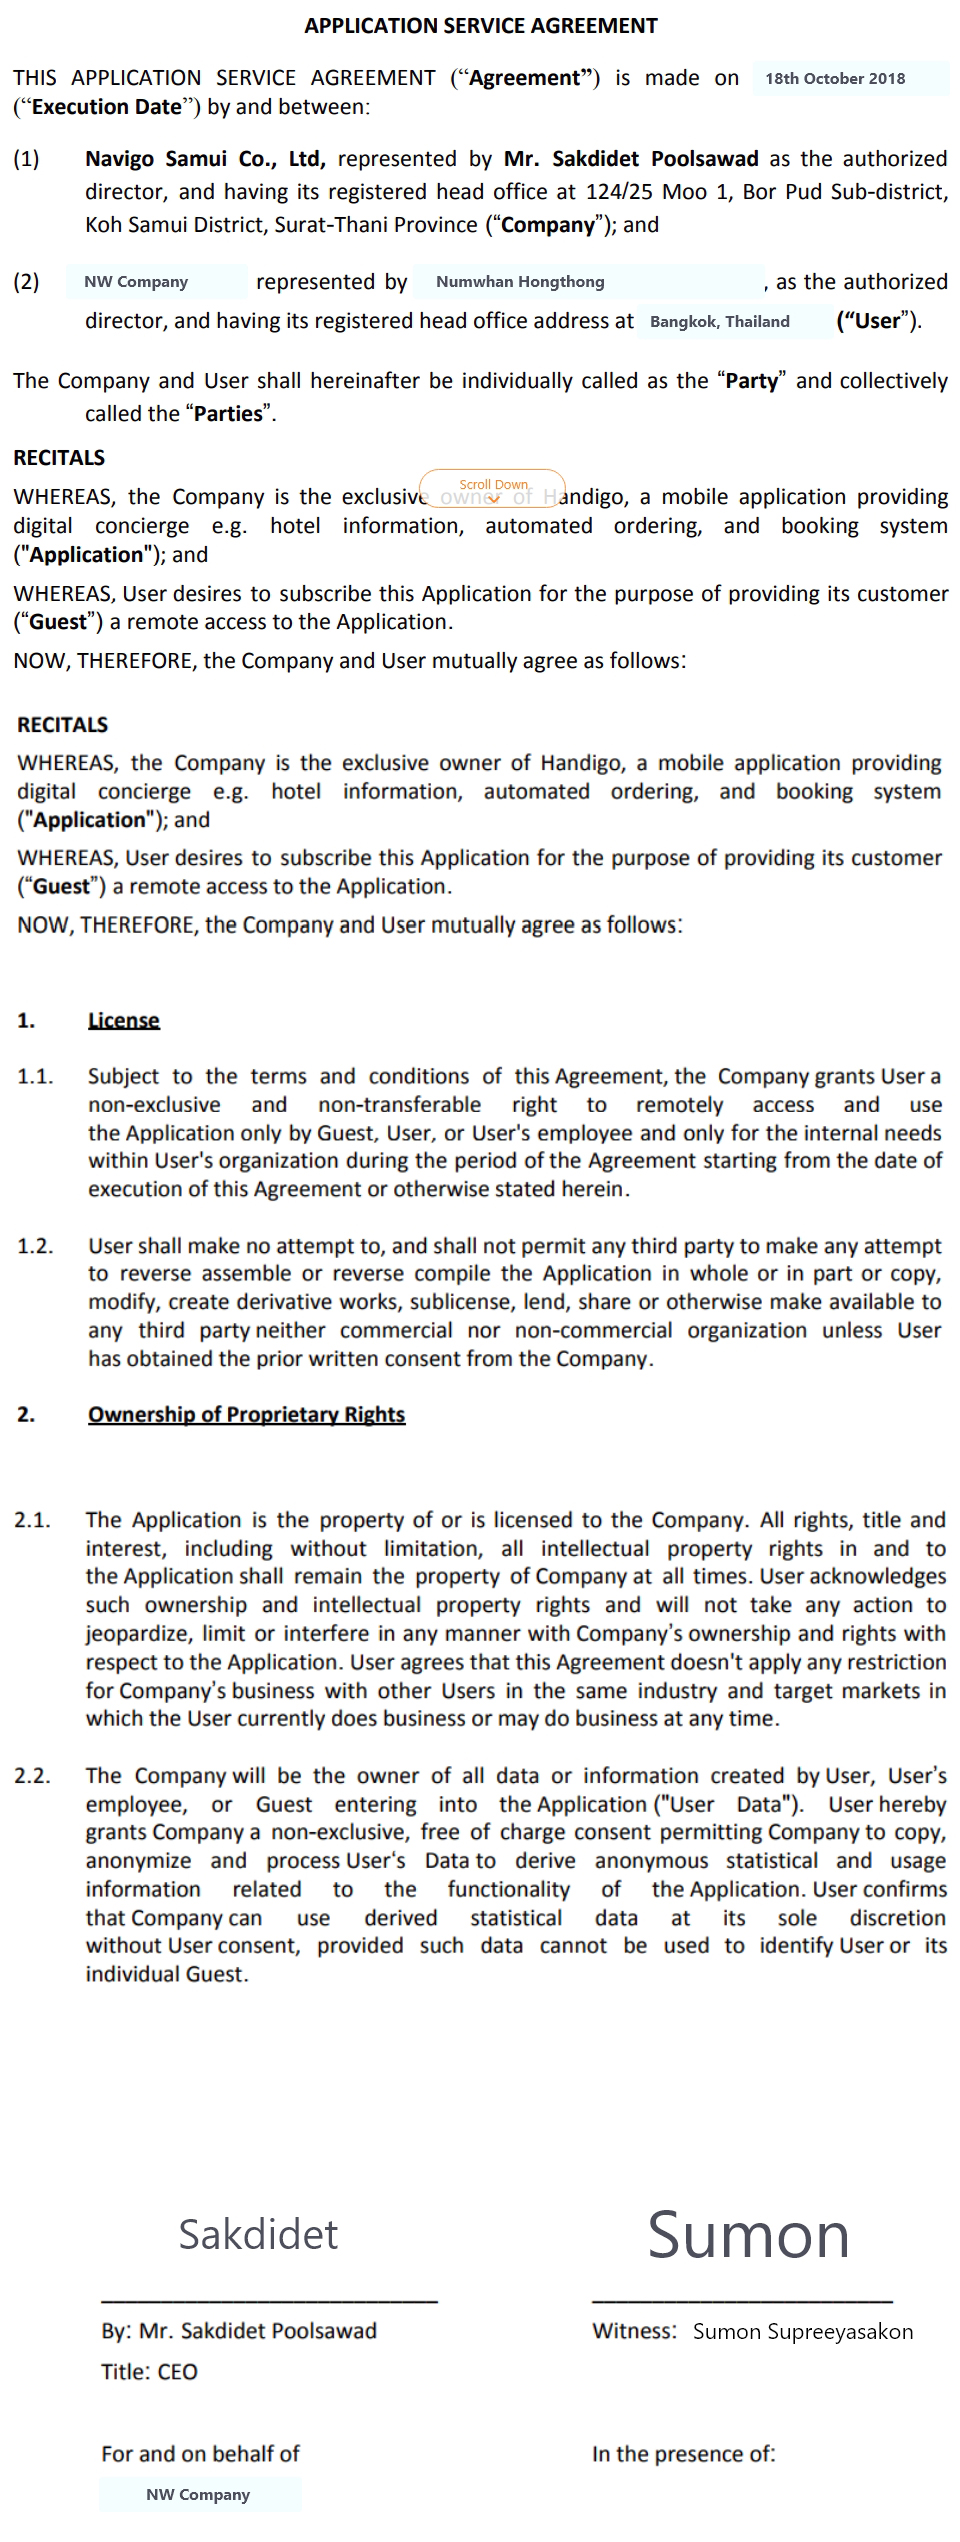 APPLICATION SERVICE AGREEMENT
THIS APPLICATION SERVICE AGREEMENT (“Agreement”) is made on 18th October 2018
(“Execution Date”) by and between:
(1) Navigo Samui Co., Ltd, represented by Mr. Sakdidet Poolsawad as the authorized
director, and having its registered head office at 124/25 Moo 1, Bor Pud Sub-district,
Koh Samui District, Surat-Thani Province (“Company”); and
(2) NW Company represented by Numwhan Hongthong , as the authorized
director, and having its registered head office address at Bangkok, Thailand (“User”).
The Company and User shall hereinafter be individually called as the “Party” and collectively
called the “Parties”.
RECITALS
Scroll Down
WHEREAS, the Company is the exclusive owner of Handigo, a mobile application providing
digital concierge e.g. hotel information, automated ordering, and booking system
("Application"); and
WHEREAS, User desires to subscribe this Application for the purpose of providing its customer
(“Guest”) a remote access to the Application.
NOW, THEREFORE, the Company and User mutually agree as follows:
RECITALS
WHEREAS, the Company is the exclusive owner of Handigo, a mobile application providing
digital concierge e.g. hotel information, automated ordering, and booking system
("Application"); and
WHEREAS, User desires to subscribe this Application for the purpose of providing its customer
(“Guest”) a remote access to the Application.
NOW, THEREFORE, the Company and User mutually agree as follows:
1. License
1.1. Subject to the terms and conditions of this Agreement, the Company grants User a
non-exclusive and non-transferable right to remotely access and use
the Application only by Guest, User, or User's employee and only for the internal needs
within User's organization during the period of the Agreement starting from the date of
execution of this Agreement or otherwise stated herein.
1.2. User shall make no attempt to, and shall not permit any third party to make any attempt
to reverse assemble or reverse compile the Application in whole or in part or copy,
modify, create derivative works, sublicense, lend, share or otherwise make available to
any third party neither commercial nor non-commercial organization unless User
has obtained the prior written consent from the Company.
2. Ownership of Proprietary Rights
2.1. The Application is the property of or is licensed to the Company. All rights, title and
interest, including without limitation, all intellectual property rights in and to
the Application shall remain the property of Company at all times. User acknowledges
such ownership and intellectual property rights and will not take any action to
jeopardize, limit or interfere in any manner with Company’s ownership and rights with
respect to the Application. User agrees that this Agreement doesn't apply any restriction
for Company’s business with other Users in the same industry and target markets in
which the User currently does business or may do business at any time.
2.2. The Company will be the owner of all data or information created by User, User’s
employee, or Guest entering into the Application ("User Data"). User hereby
grants Company a non-exclusive, free of charge consent permitting Company to copy,
anonymize and process User‘s Data to derive anonymous statistical and usage
information related to the functionality of the Application. User confirms
that Company can use derived statistical data at its sole discretion
without User consent, provided such data cannot be used to identify User or its
individual Guest.
Sakdidet Sumon
By: Mr. Sakdidet Poolsawad Witness: Sumon Supreeyasakon
Title: CEO
For and on behalf of In the presence of:
NW Company